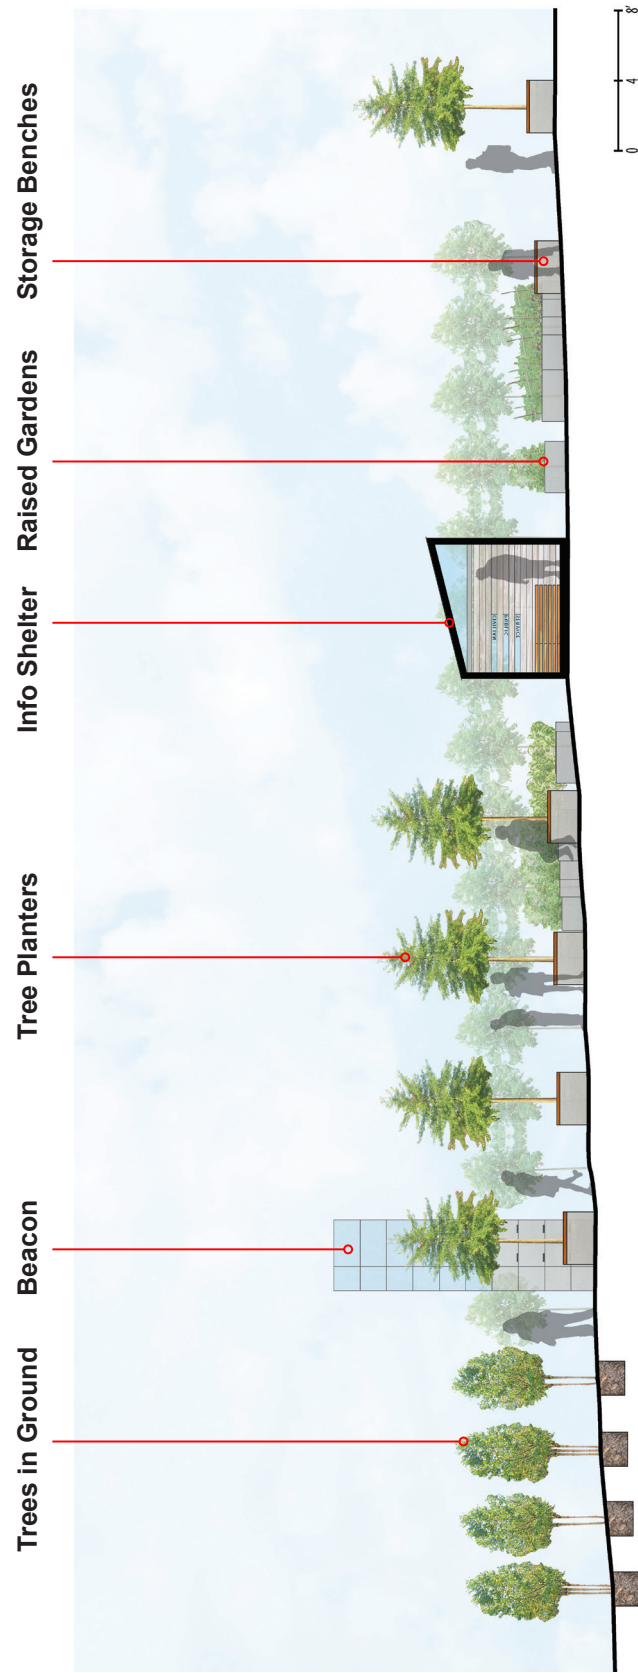 Trees in Ground
Beacon
Tree Planters
Info Shelter
Raised Gardens
Storage Benches
0 4 8'